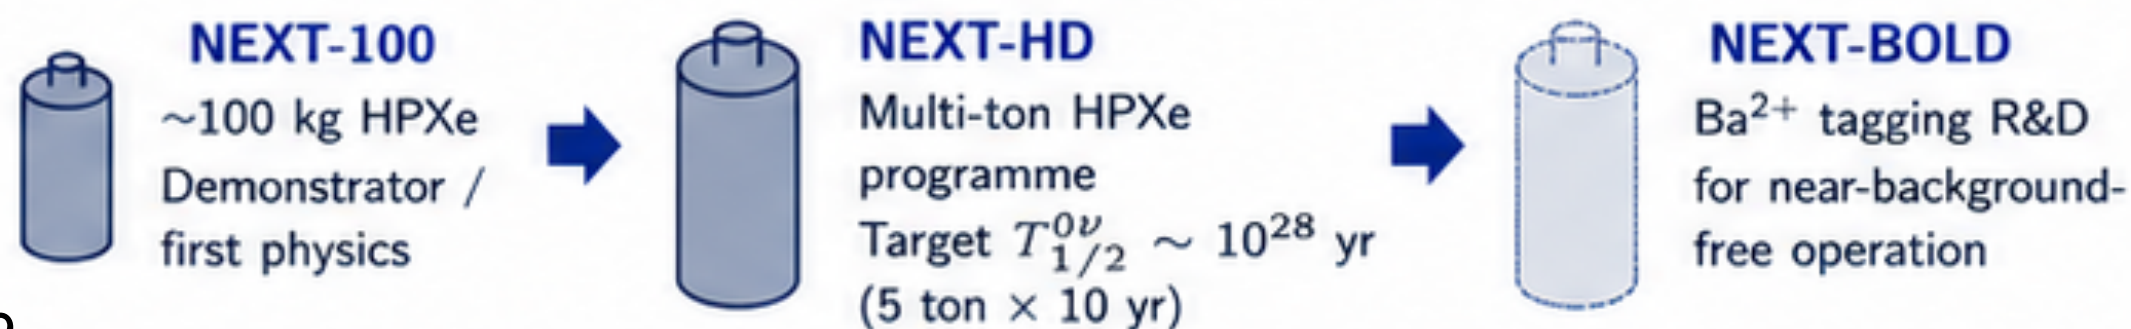 NEXT-100
~100 kg HPXe
Demonstrator /
first physics
NEXT-HD
Multi-ton HPXe
programme
Target T_{1/2}^{0ν} ~ 10^{28} yr
(5 ton × 10 yr)
NEXT-BOLD
Ba^{2+} tagging R&D
for near-background-
free operation